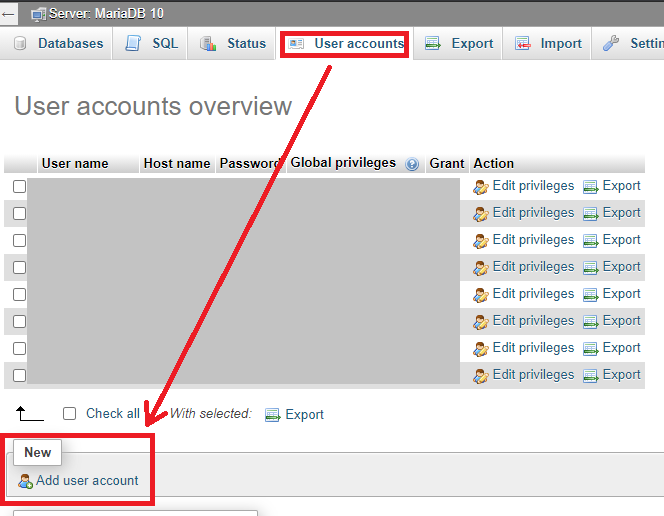 ← Server: MariaDB 10
Databases SQL Status User accounts Export Import
User accounts overview
User name Host name Password Global privileges Grant Action
Edit privileges Export
Edit privileges Export
Edit privileges Export
Edit privileges Export
Edit privileges Export
Edit privileges Export
Edit privileges Export
Edit privileges Export
Check all With selected: Export
New
Add user account